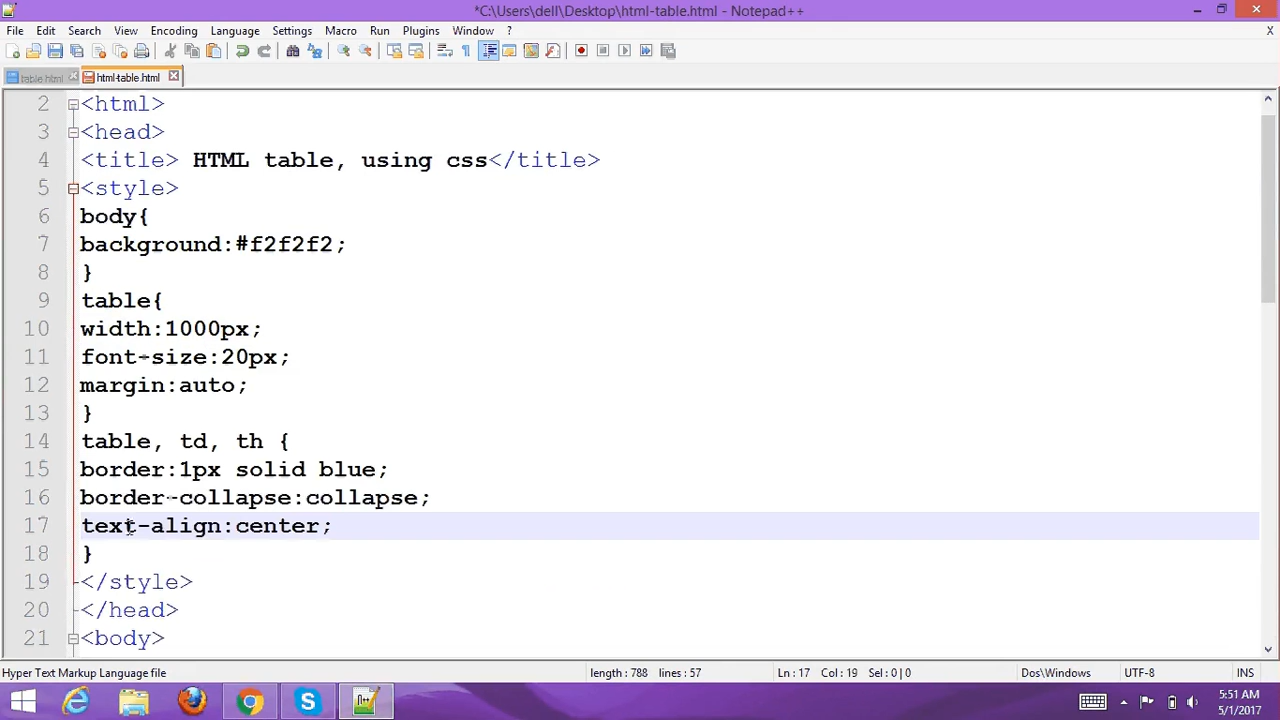 *C:\Users\dell\Desktop\html-table.html - Notepad++
File Edit Search View Encoding Language Settings Macro Run Plugins Window ? X
table.html html-table.html
2 <html>
3 <head>
4 <title> HTML table, using css</title>
5 <style>
6 body{
7 background:#f2f2f2;
8 }
9 table{
10 width:1000px;
11 font-size:20px;
12 margin:auto;
13 }
14 table, td, th {
15 border:1px solid blue;
16 border-collapse:collapse;
17 text-align:center;
18 }
19 </style>
20 </head>
21 <body>
Hyper Text Markup Language file length : 788 lines : 57 Ln : 17 Col : 19 Sel : 0 | 0 Dos\Windows UTF-8 INS
5:51 AM
5/1/2017